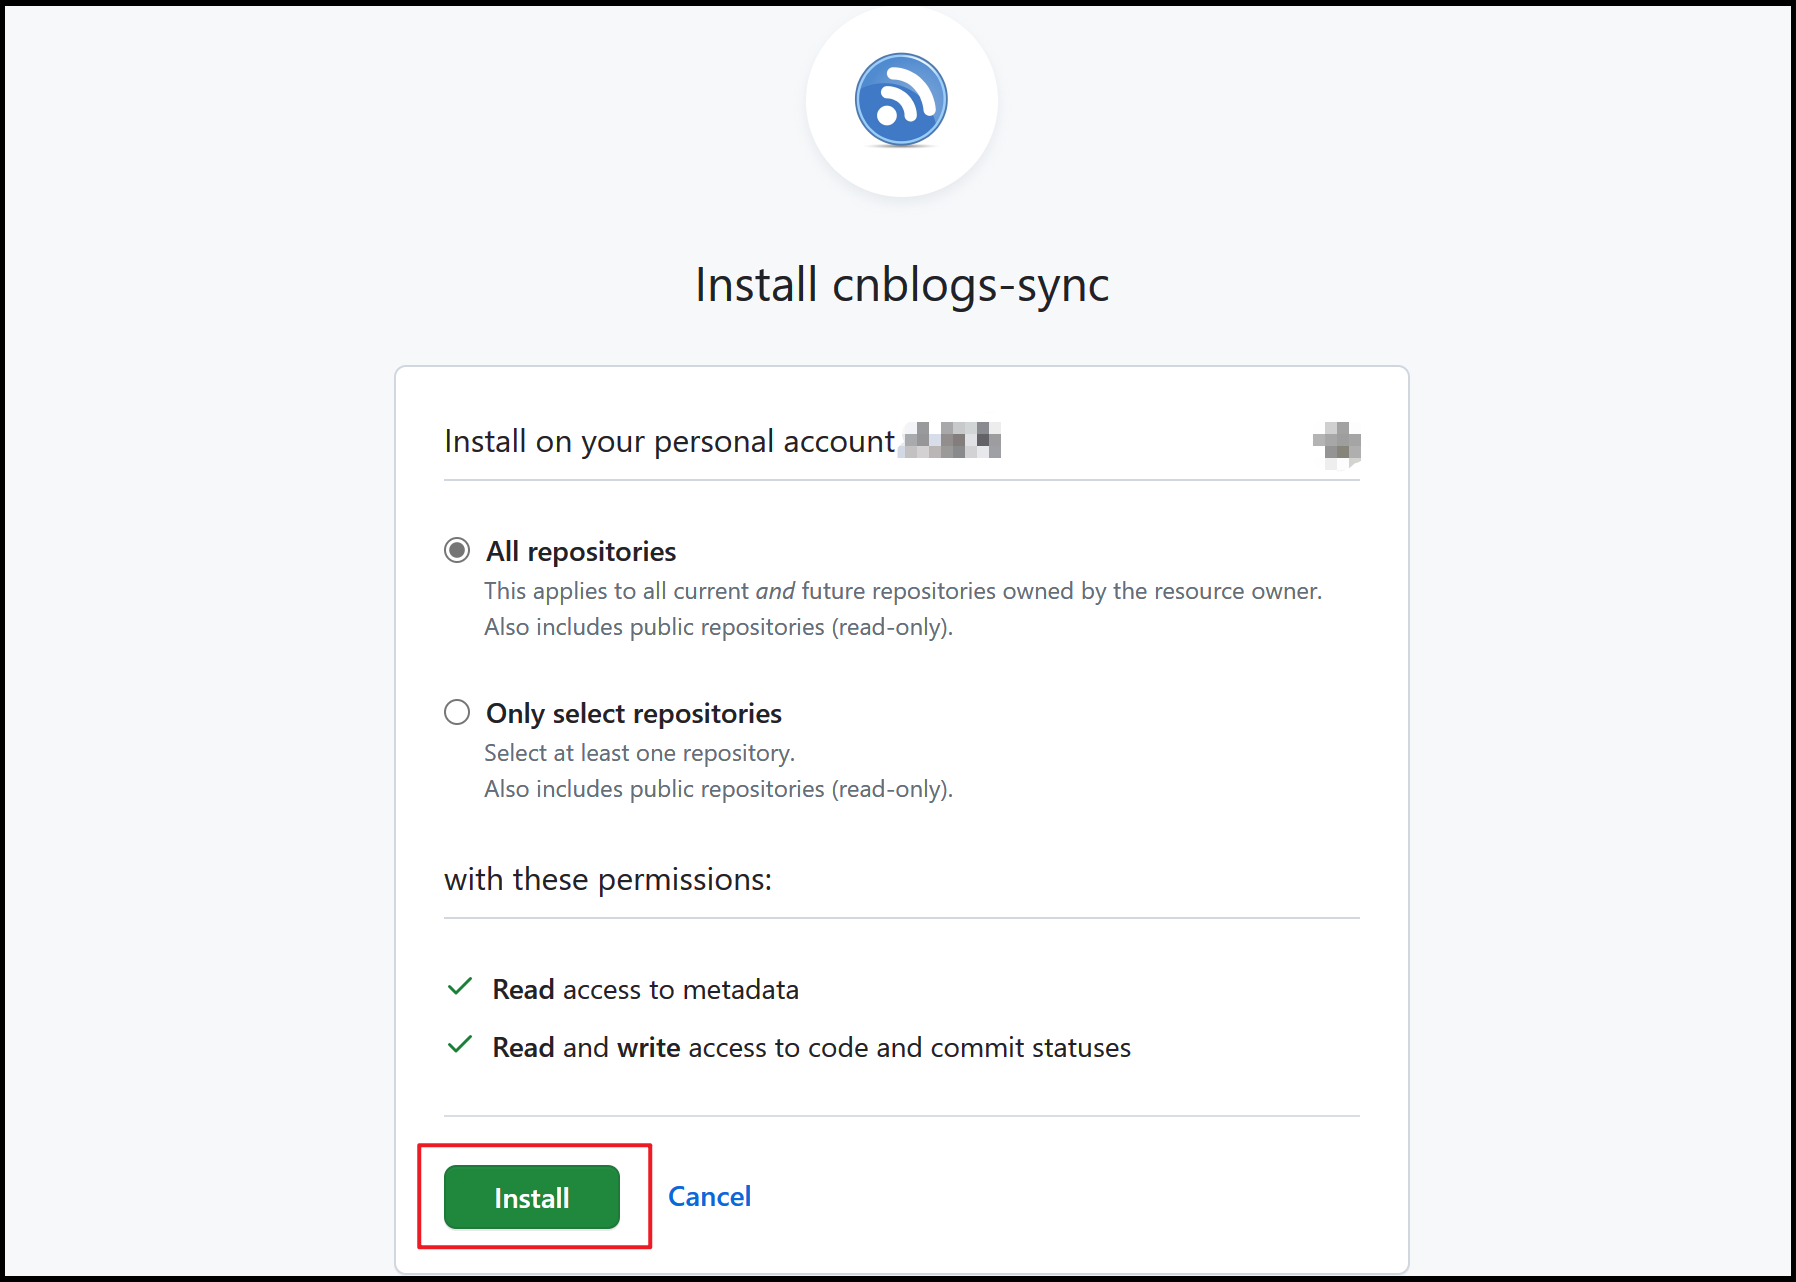 Install cnblogs-sync
Install on your personal account
All repositories
This applies to all current and future repositories owned by the resource owner.
Also includes public repositories (read-only).
Only select repositories
Select at least one repository.
Also includes public repositories (read-only).
with these permissions:
Read access to metadata
Read and write access to code and commit statuses
Install
Cancel